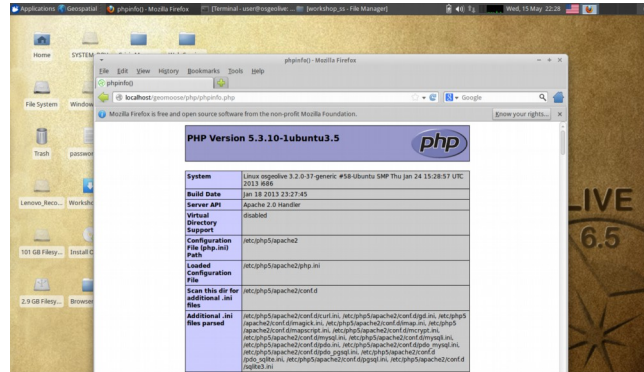 Applications Geospatial phpinfo() - Mozilla Firefox [Terminal - user@osgeolive: ... [workshop_ss - File Manager] Wed, 15 May 22:28
Home
File System
Trash
Lenovo_Reco...
101 GB Filesy...
2.9 GB Filesy...
Window
passwor
Worksho
Install O
Browser
phpinfo() - Mozilla Firefox
File Edit View History Bookmarks Tools Help
phpinfo()
localhost/geomoose/php/phpinfo.php
Google
Mozilla Firefox is free and open source software from the non-profit Mozilla Foundation.
Know your rights...
PHP Version 5.3.10-1ubuntu3.5
php
System Linux osgeolive 3.2.0-37-generic #58-Ubuntu SMP Thu Jan 24 15:28:57 UTC
2013 i686
Build Date Jan 18 2013 23:27:45
Server API Apache 2.0 Handler
Virtual disabled
Directory
Support
Configuration /etc/php5/apache2
File (php.ini)
Path
Loaded /etc/php5/apache2/php.ini
Configuration
File
Scan this dir for /etc/php5/apache2/conf.d
additional .ini
files
Additional .ini /etc/php5/apache2/conf.d/curl.ini, /etc/php5/apache2/conf.d/gd.ini, /etc/php5
files parsed /apache2/conf.d/imagick.ini, /etc/php5/apache2/conf.d/imap.ini, /etc/php5
/apache2/conf.d/mapscript.ini, /etc/php5/apache2/conf.d/mcrypt.ini,
/etc/php5/apache2/conf.d/mysql.ini, /etc/php5/apache2/conf.d/mysqli.ini,
/etc/php5/apache2/conf.d/pdo.ini, /etc/php5/apache2/conf.d/pdo_mysql.ini,
/etc/php5/apache2/conf.d/pdo_pgsql.ini, /etc/php5/apache2/conf.d
/pdo_sqlite.ini, /etc/php5/apache2/conf.d/pgsql.ini, /etc/php5/apache2/conf.d
/sqlite3.ini
LIVE
6.5